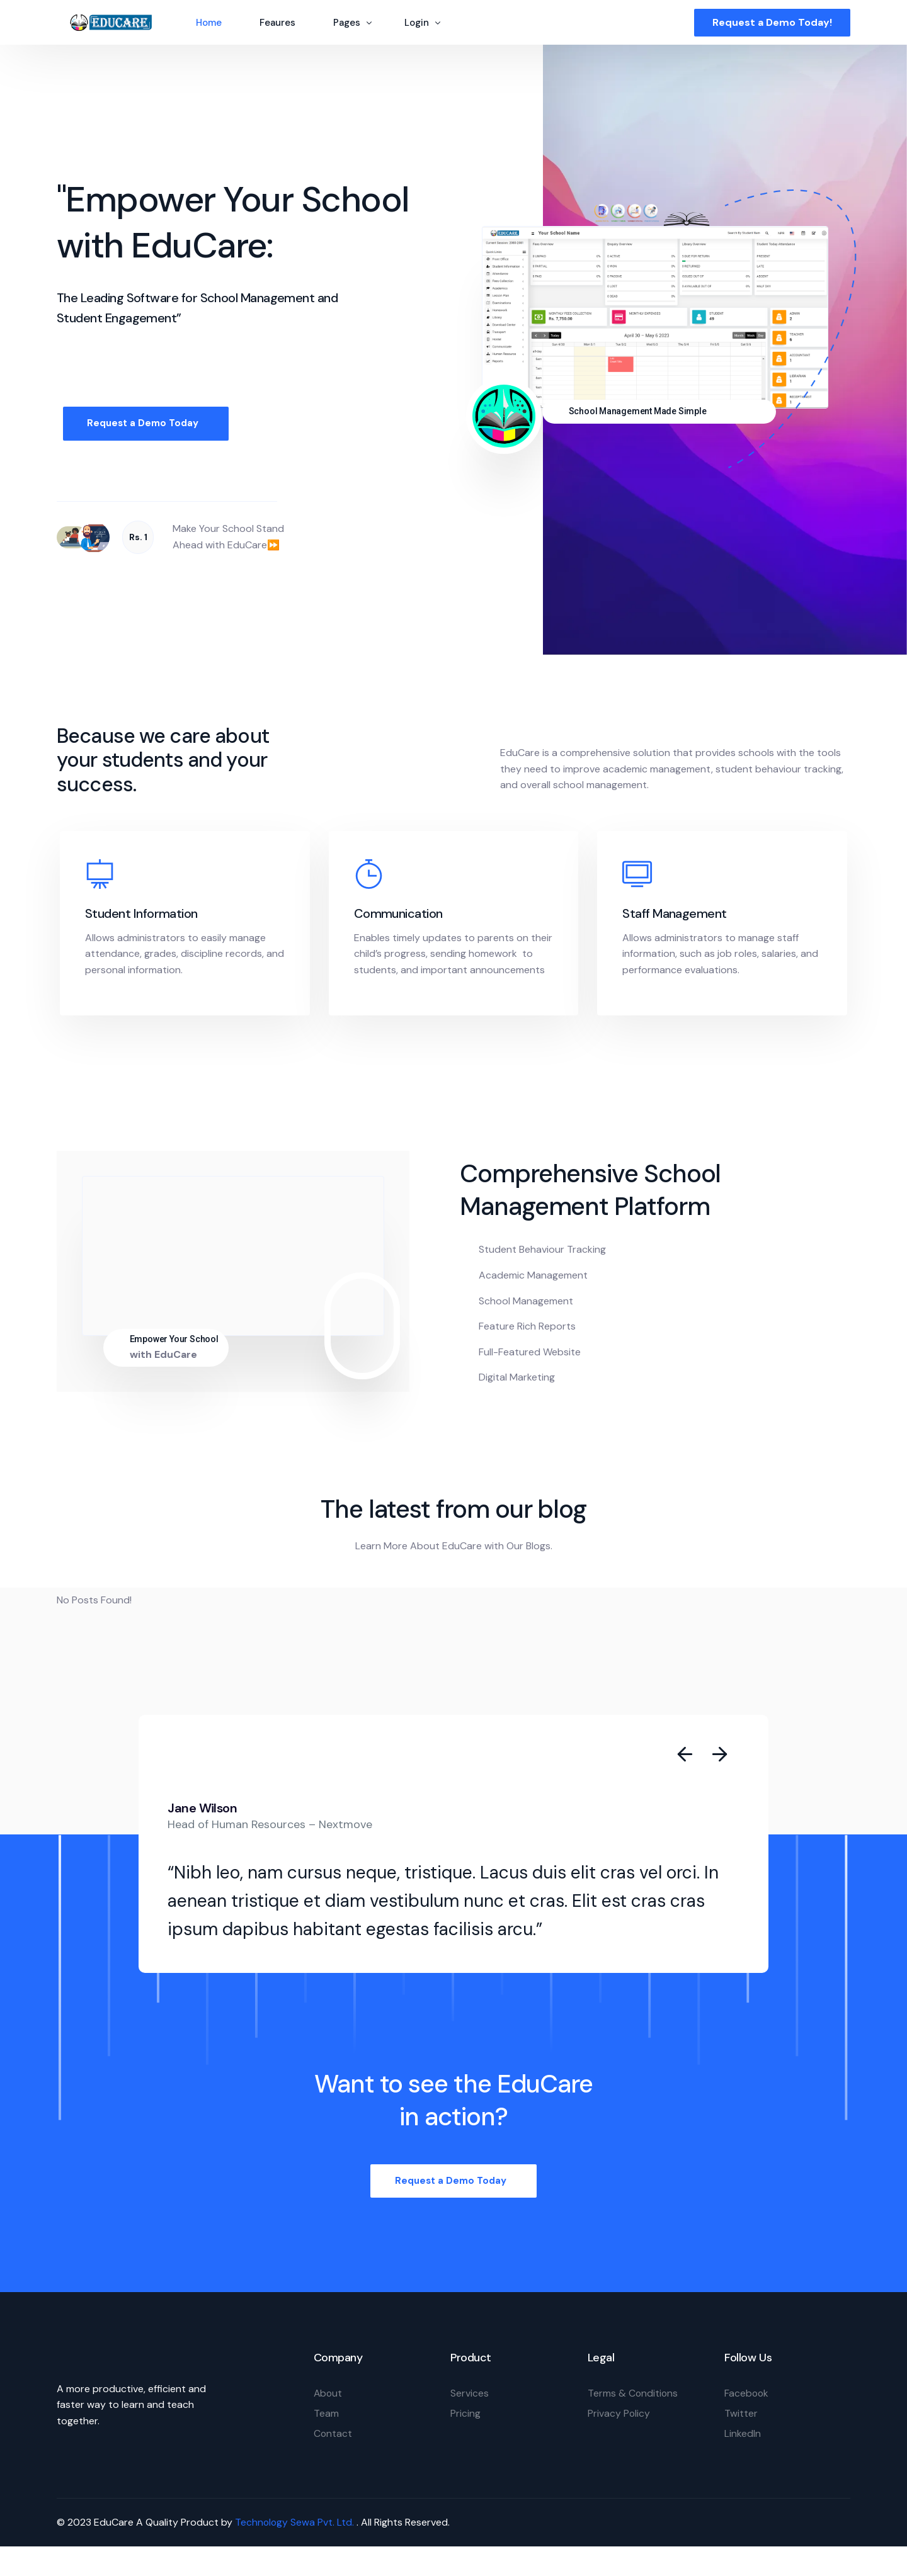 EDUCARE
Home
Feaures
Pages
Login
Request a Demo Today!
"Empower Your School
with EduCare:
The Leading Software for School Management and
Student Engagement”
Request a Demo Today
Rs. 1
Make Your School Stand
Ahead with EduCare⏩
EDUCARE
Your School Name
April 30 – May 6 2023
School Management Made Simple
Because we care about
your students and your
success.
EduCare is a comprehensive solution that provides schools with the tools
they need to improve academic management, student behaviour tracking,
and overall school management.
Student Information
Allows administrators to easily manage
attendance, grades, discipline records, and
personal information.
Communication
Enables timely updates to parents on their
child’s progress, sending homework to
students, and important announcements
Staff Management
Allows administrators to manage staff
information, such as job roles, salaries, and
performance evaluations.
Empower Your School
with EduCare
Comprehensive School
Management Platform
Student Behaviour Tracking
Academic Management
School Management
Feature Rich Reports
Full-Featured Website
Digital Marketing
The latest from our blog
Learn More About EduCare with Our Blogs.
No Posts Found!
Jane Wilson
Head of Human Resources – Nextmove
“Nibh leo, nam cursus neque, tristique. Lacus duis elit cras vel orci. In
aenean tristique et diam vestibulum nunc et cras. Elit est cras cras
ipsum dapibus habitant egestas facilisis arcu.”
Want to see the EduCare
in action?
Request a Demo Today
A more productive, efficient and
faster way to learn and teach
together.
Company
About
Team
Contact
Product
Services
Pricing
Legal
Terms & Conditions
Privacy Policy
Follow Us
Facebook
Twitter
LinkedIn
© 2023 EduCare A Quality Product by Technology Sewa Pvt. Ltd. . All Rights Reserved.